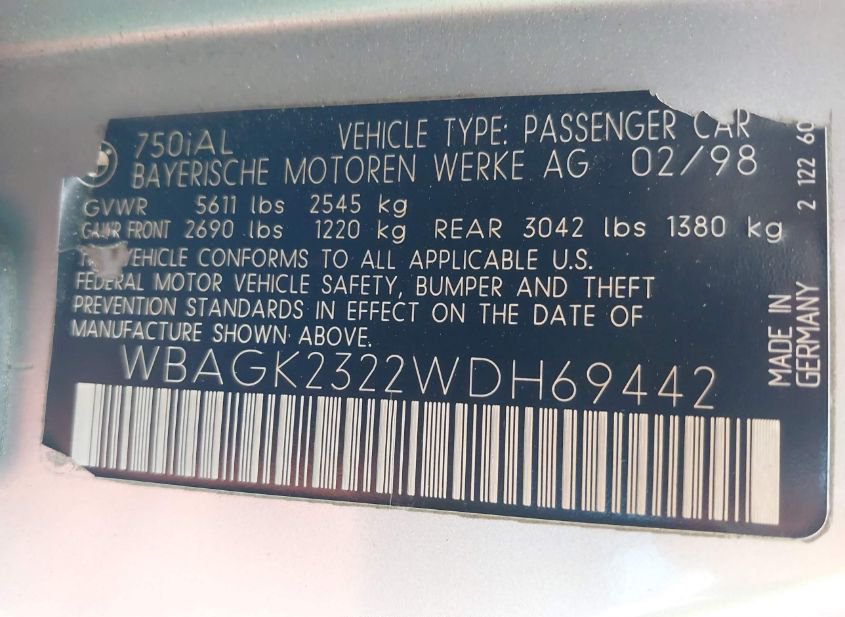 750iAL VEHICLE TYPE: PASSENGER CAR
BAYERISCHE MOTOREN WERKE AG 02/98
GVWR 5611 lbs 2545 kg
GAWR FRONT 2690 lbs 1220 kg REAR 3042 lbs 1380 kg
VEHICLE CONFORMS TO ALL APPLICABLE U.S.
FEDERAL MOTOR VEHICLE SAFETY, BUMPER AND THEFT
PREVENTION STANDARDS IN EFFECT ON THE DATE OF
MANUFACTURE SHOWN ABOVE.
WBAGK2322WDH69442
MADE IN
GERMANY
2 122 60